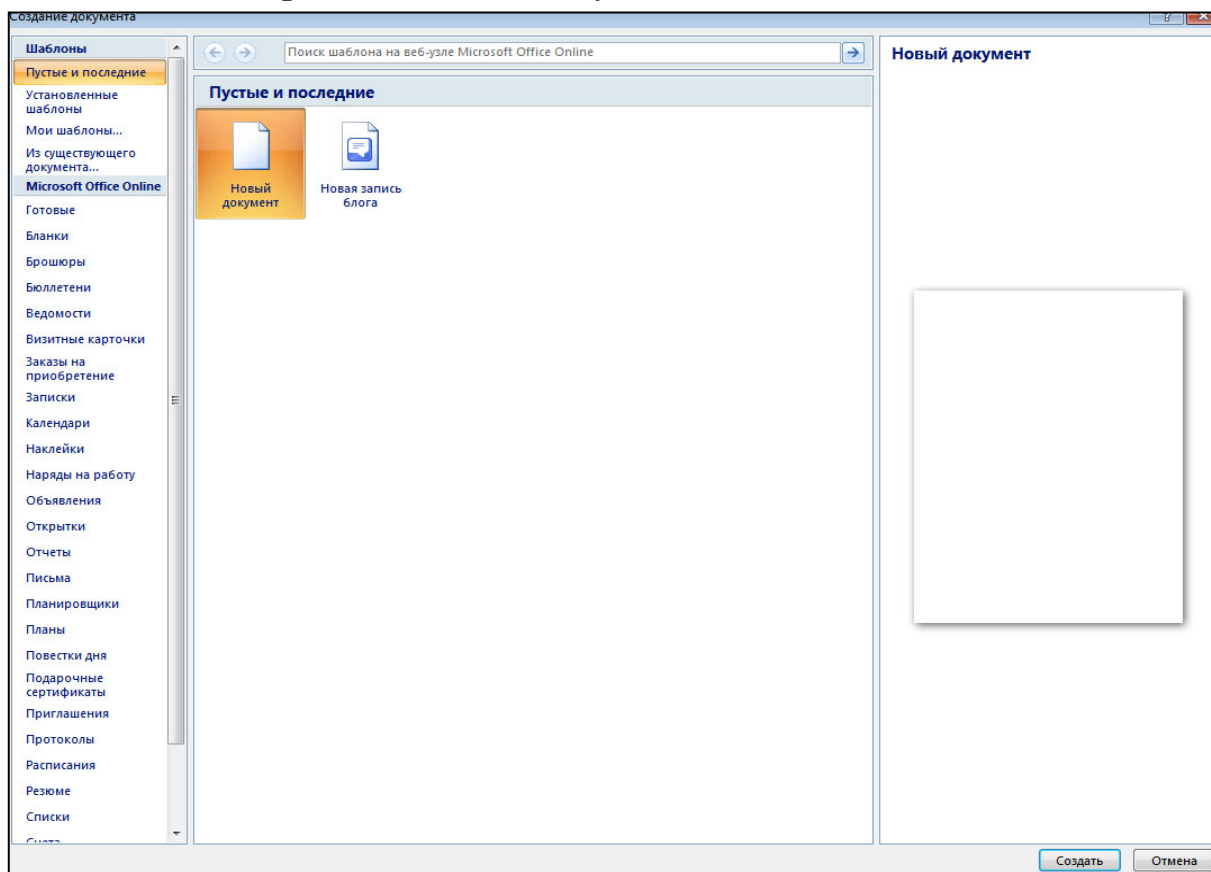 Создание документа
Шаблоны
Пустые и последние
Установленные
шаблоны
Мои шаблоны...
Из существующего
документа...
Microsoft Office Online
Готовые
Бланки
Брошюры
Бюллетени
Ведомости
Визитные карточки
Заказы на
приобретение
Записки
Календари
Наклейки
Наряды на работу
Объявления
Открытки
Отчеты
Письма
Планировщики
Планы
Повестки дня
Подарочные
сертификаты
Приглашения
Протоколы
Расписания
Резюме
Списки
Счета
Поиск шаблона на веб-узле Microsoft Office Online
Пустые и последние
Новый
документ
Новая запись
блога
Новый документ
Создать
Отмена